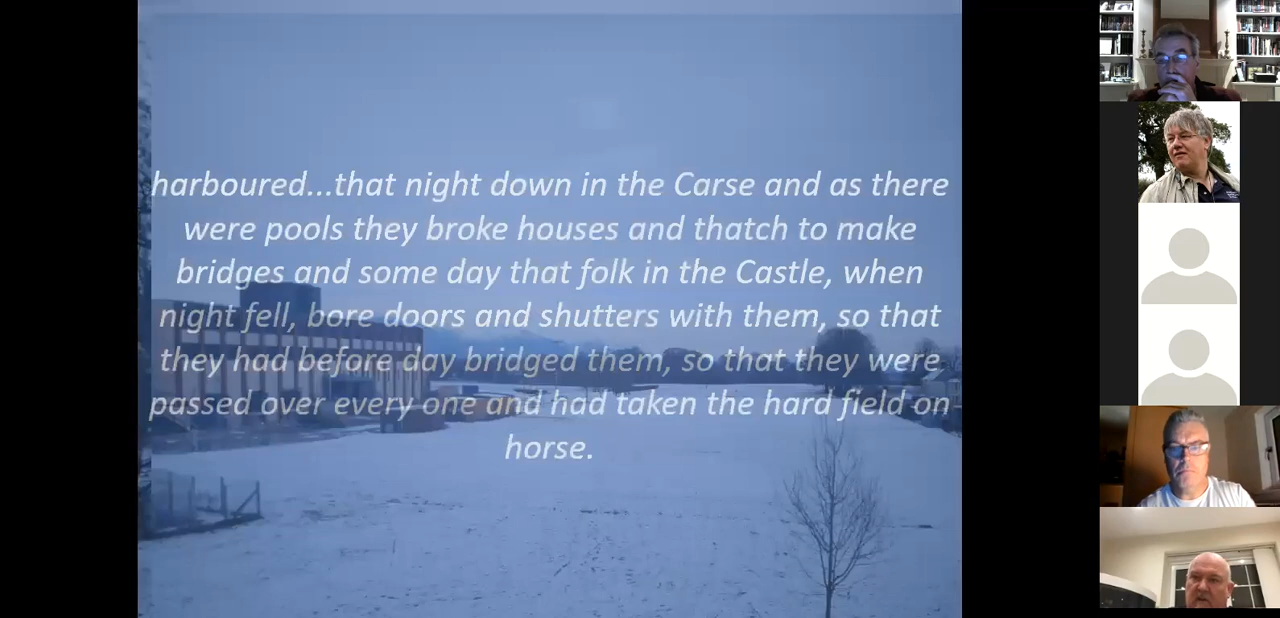 harboured...that night down in the Carse and as there
were pools they broke houses and thatch to make
bridges and some day that folk in the Castle, when
night fell, bore doors and shutters with them, so that
they had before day bridged them, so that they were
passed over every one and had taken the hard field on
horse.